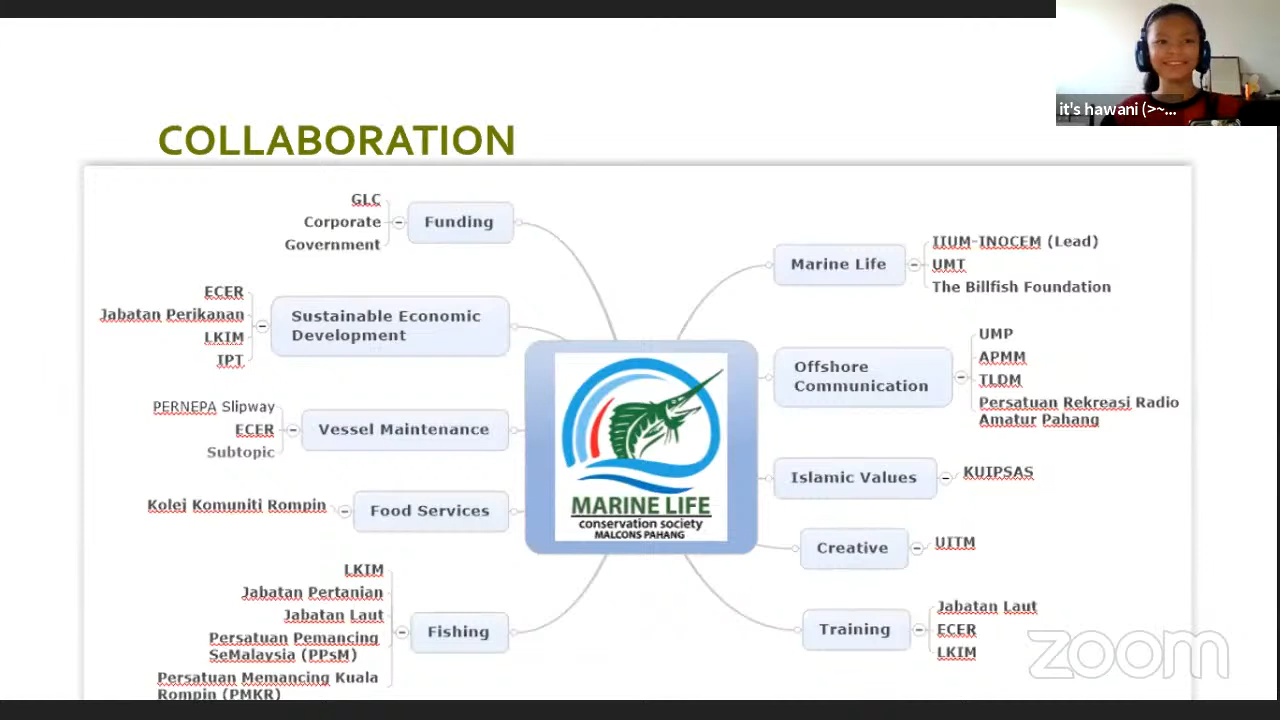 it's hawani (>~...
COLLABORATION
GLC
Corporate
Government
Funding
ECER
Jabatan Perikanan
LKIM
IPT
Sustainable Economic
Development
PERNEPA Slipway
ECER
Subtopic
Vessel Maintenance
Kolej Komuniti Rompin
Food Services
LKIM
Jabatan Pertanian
Jabatan Laut
Persatuan Pemancing
SeMalaysia (PPsM)
Persatuan Memancing Kuala
Rompin (PMKR)
Fishing
MARINE LIFE
conservation society
MALCONS PAHANG
Marine Life
IIUM-INOCEM (Lead)
UMT
The Billfish Foundation
Offshore
Communication
UMP
APMM
TLDM
Persatuan Rekreasi Radio
Amatur Pahang
Islamic Values
KUIPSAS
Creative
UITM
Training
Jabatan Laut
ECER
LKIM
zoom